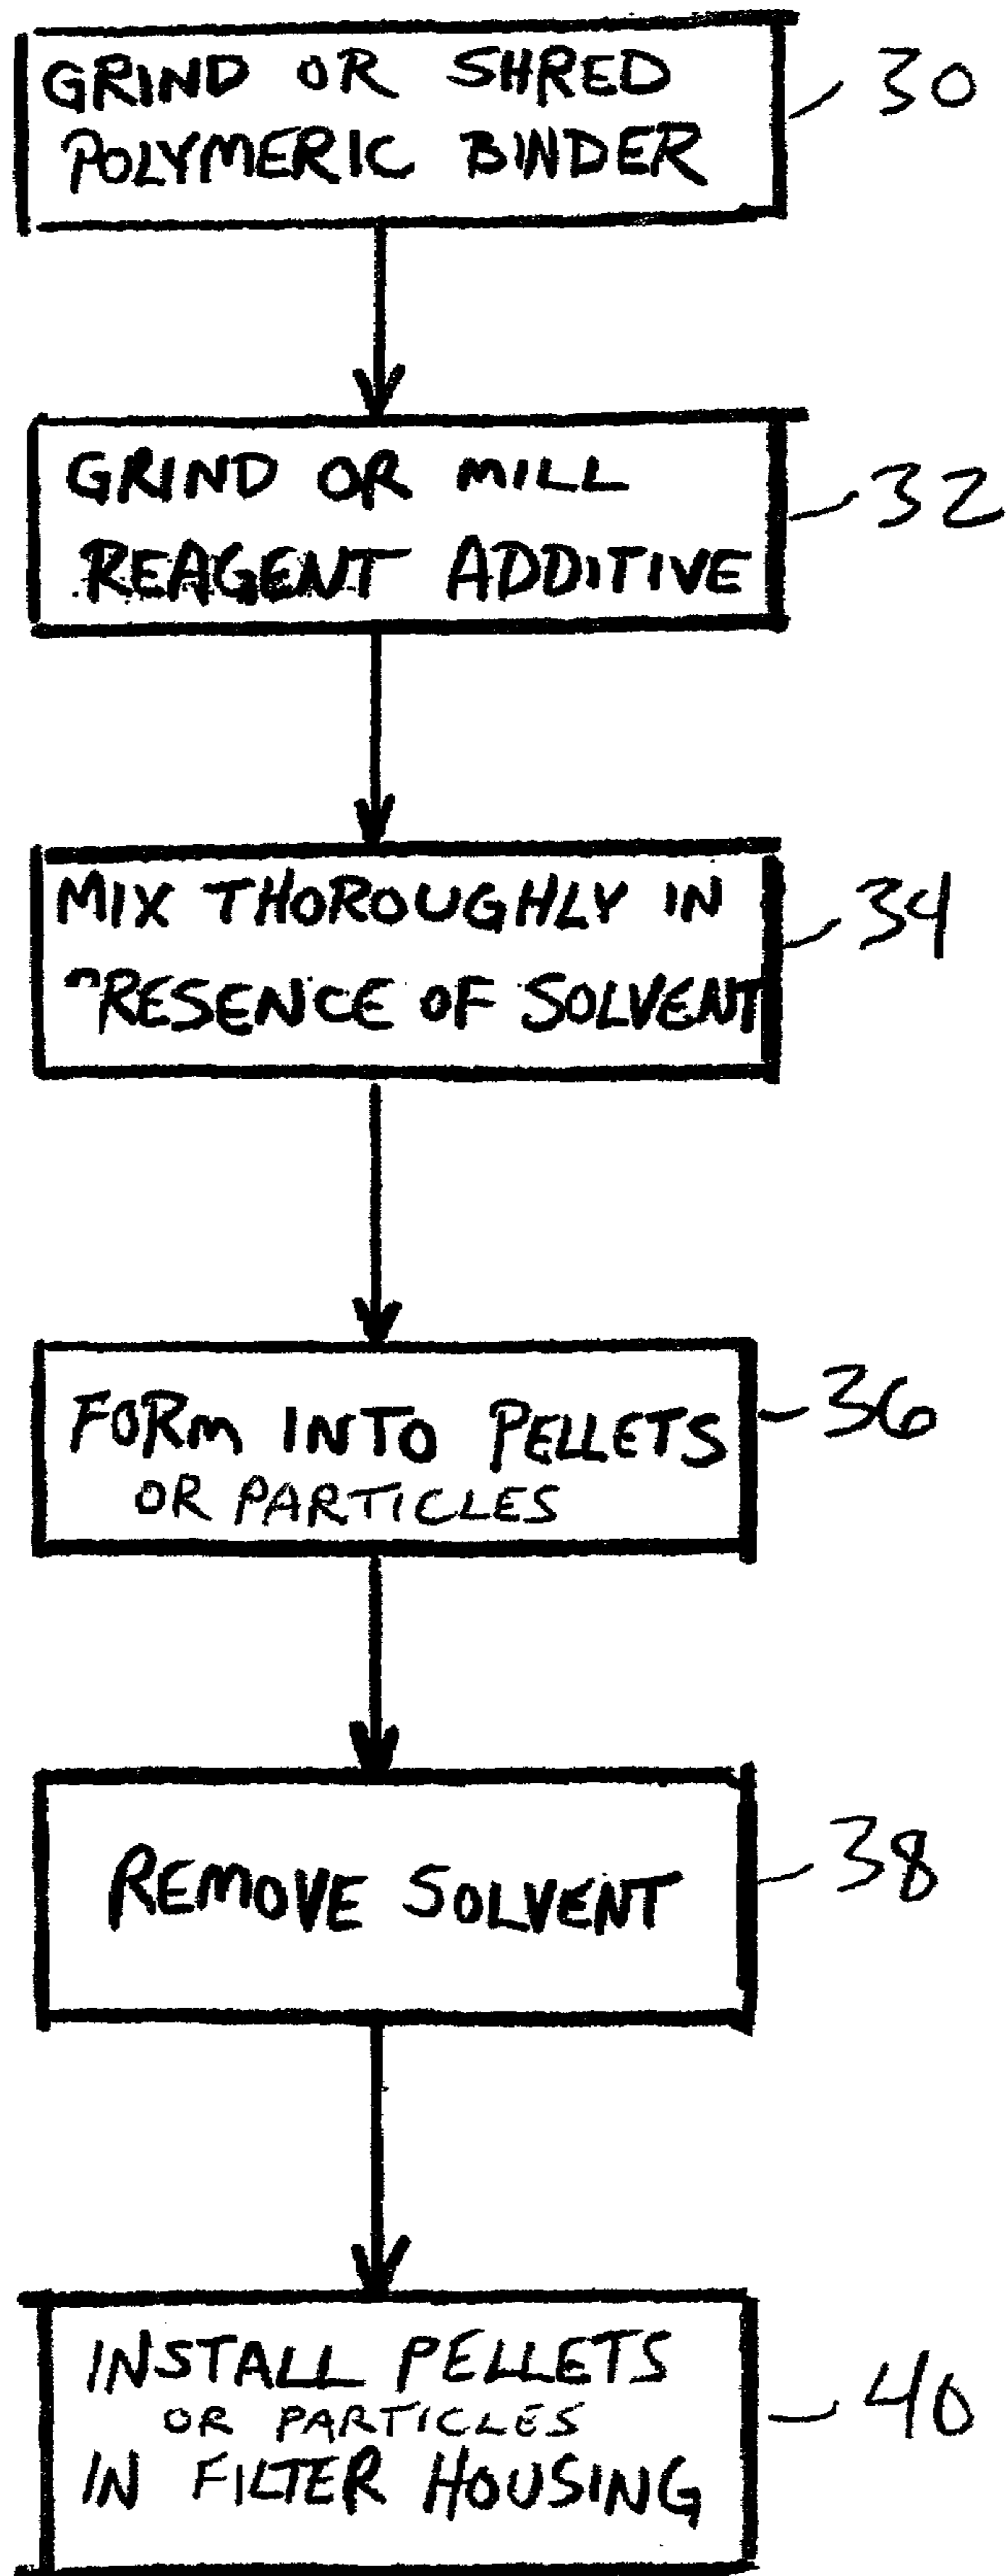 GRIND OR SHRED
POLYMERIC BINDER
30
GRIND OR MILL
REAGENT ADDITIVE
32
MIX THOROUGHLY IN
PRESENCE OF SOLVENT
34
FORM INTO PELLETS
OR PARTICLES
36
REMOVE SOLVENT
38
INSTALL PELLETS
OR PARTICLES
IN FILTER HOUSING
40